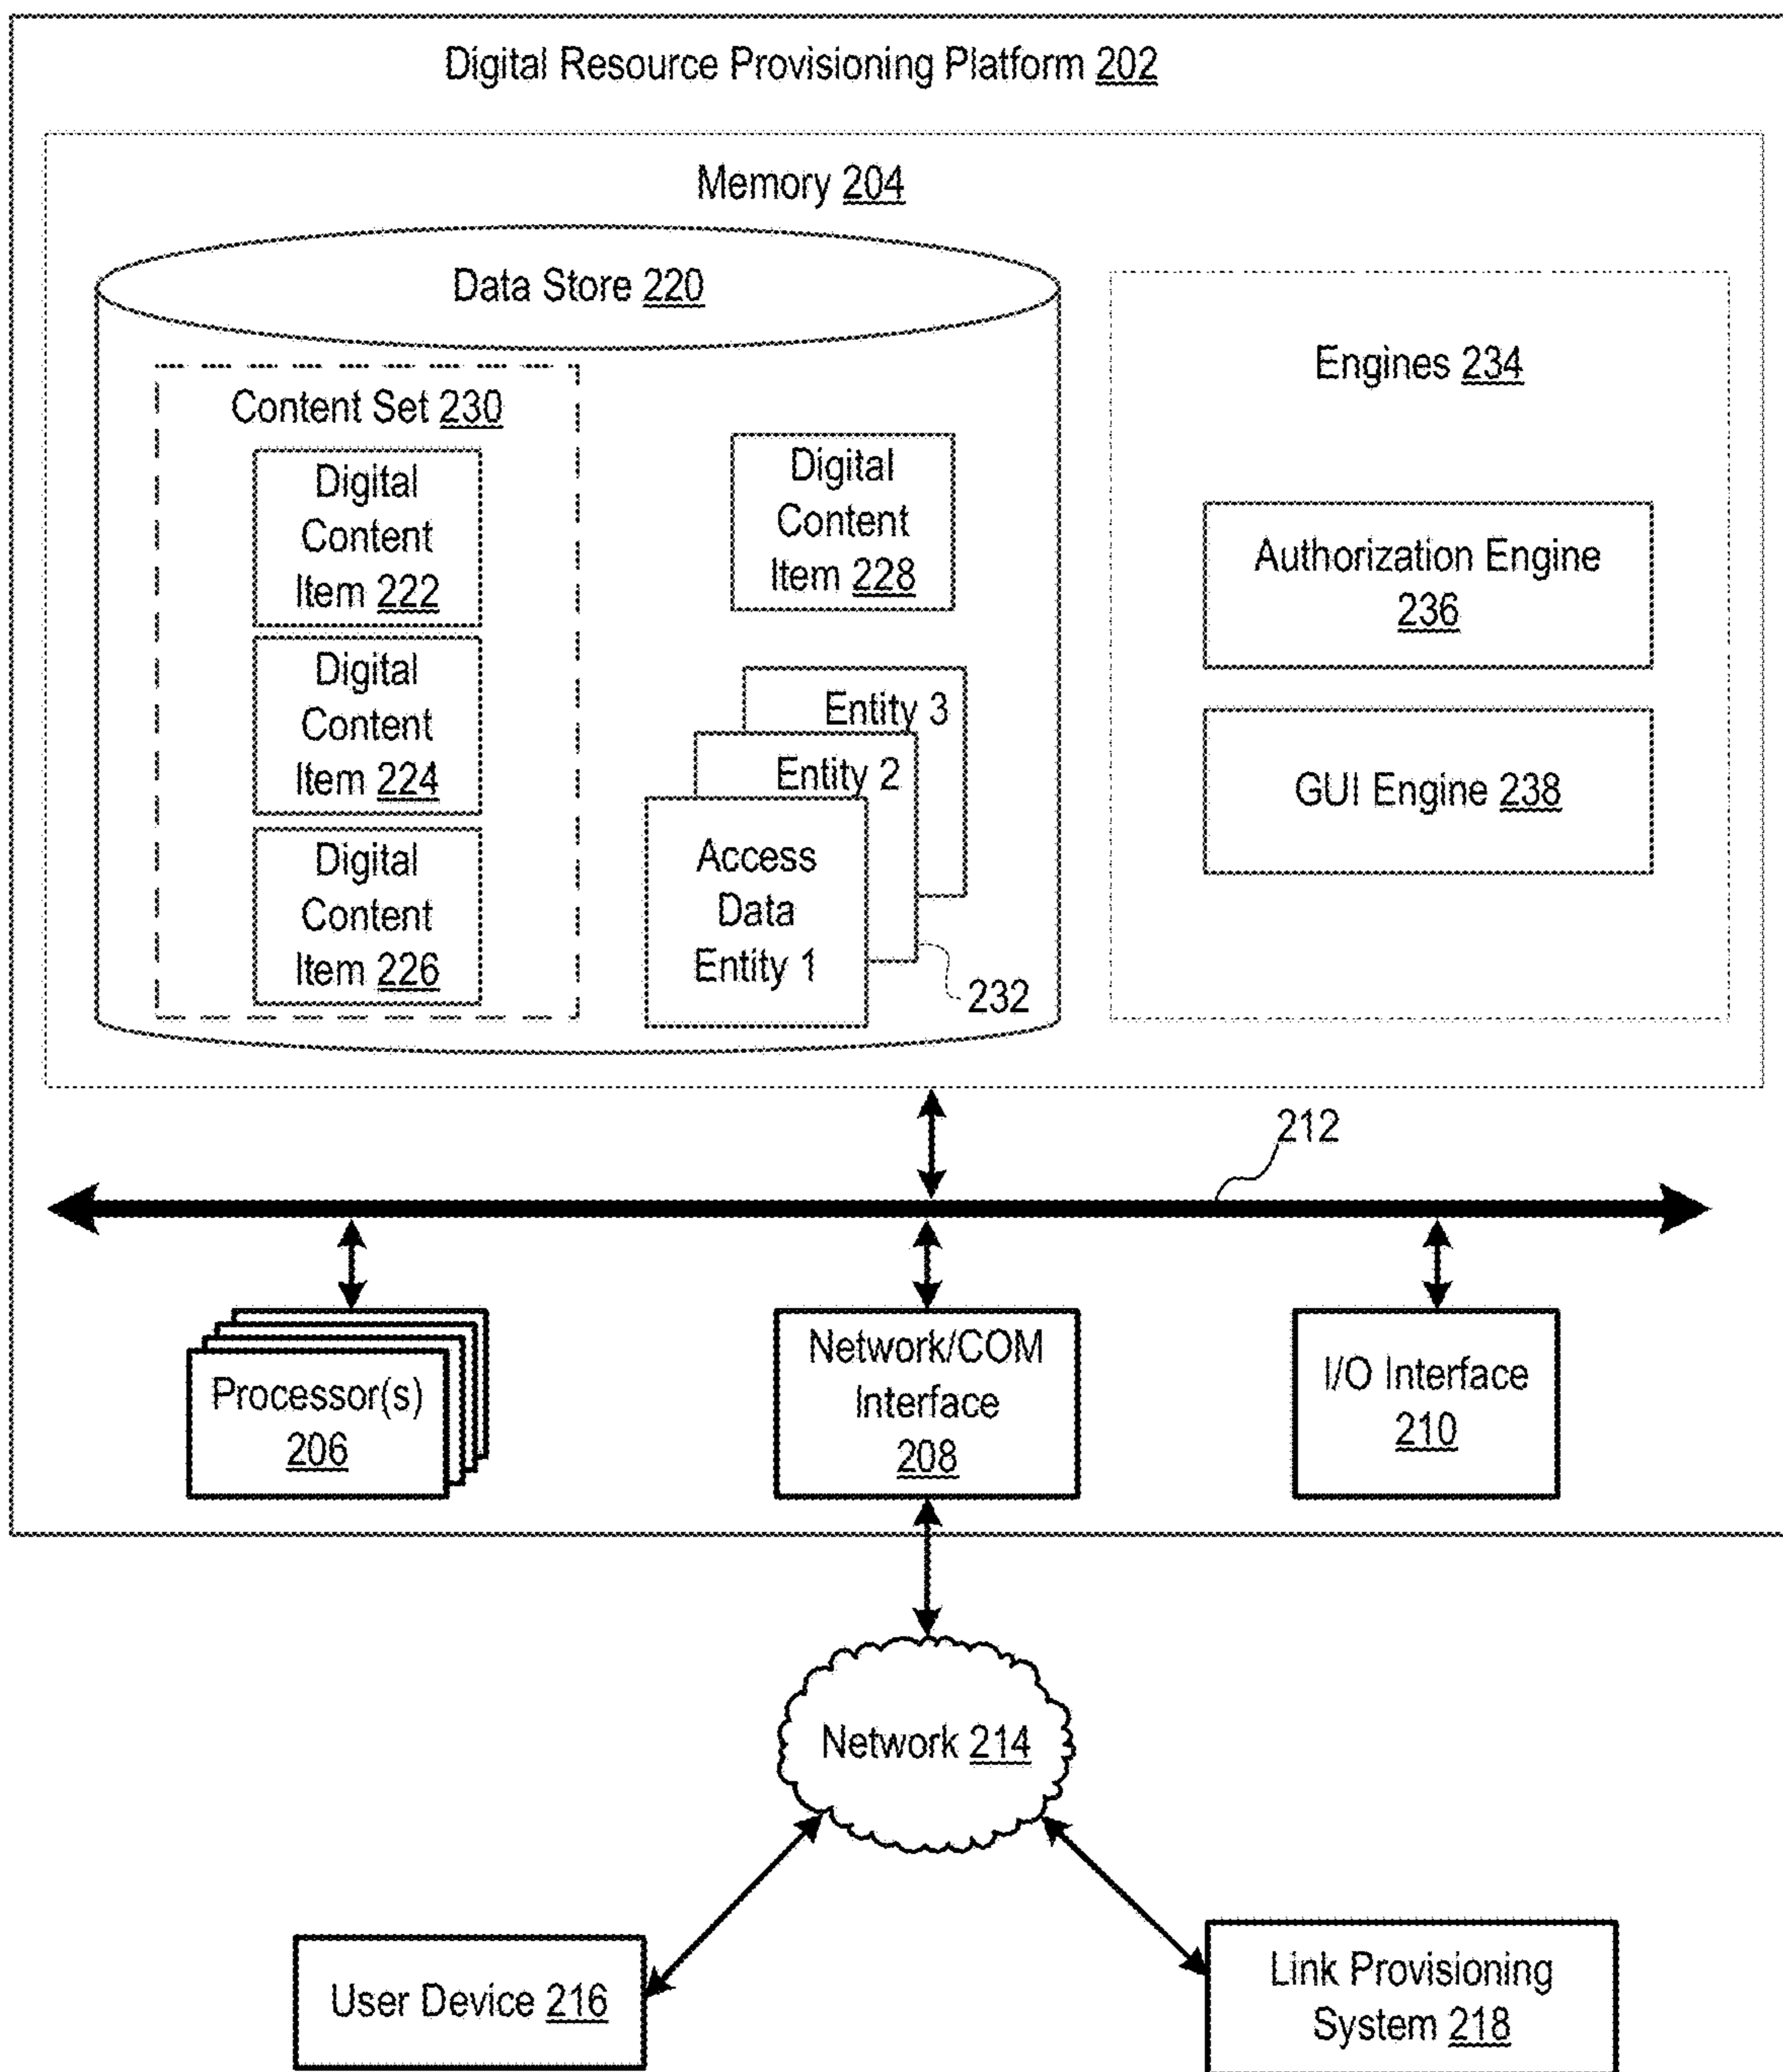 Digital Resource Provisioning Platform 202
Memory 204
Data Store 220
Content Set 230
Digital
Content
Item 222
Digital
Content
Item 224
Digital
Content
Item 226
Digital
Content
Item 228
Entity 3
Entity 2
Access
Data
Entity 1
232
Engines 234
Authorization Engine
236
GUI Engine 238
212
Processor(s)
206
Network/COM
Interface
208
I/O Interface
210
Network 214
User Device 216
Link Provisioning
System 218